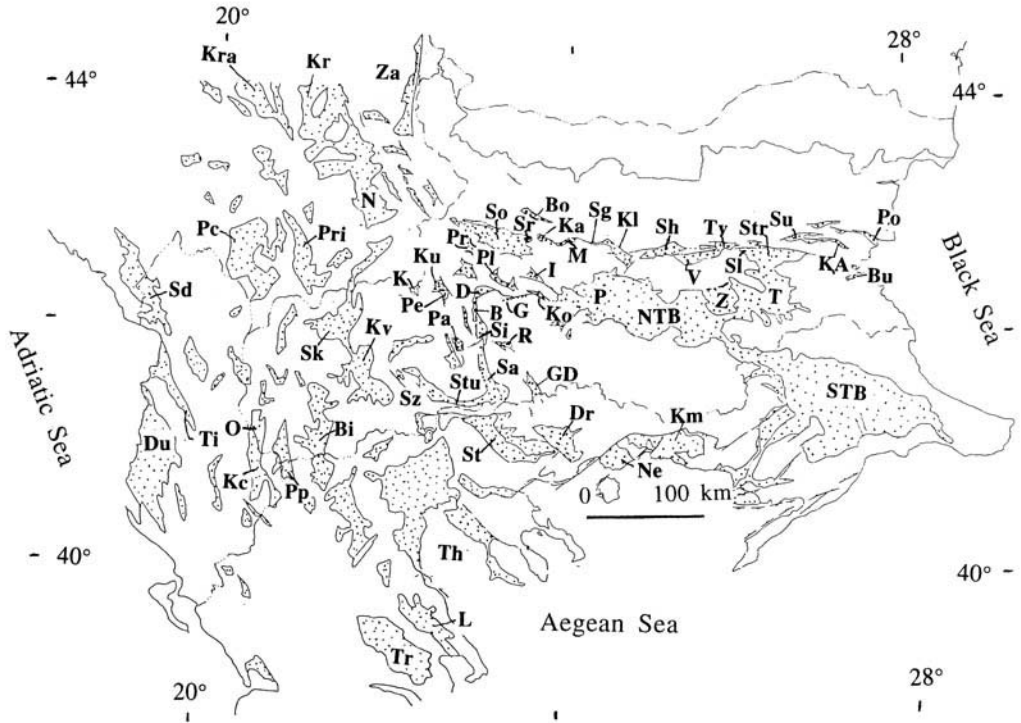 20°
28°
Kra Kr Za
44° 44°
N
Bo
So Sr Ka Sg Kl Sh Ty Str Su Po
Pc Pri Pr M
Ku Pl I V Sl KA Bu
Sd K D P Z T
Pe B G Ko NTB
Pa Si R
Sk Kv
Sa GD
Sz Stu STB
Du Ti O Bi Dr Km
St
Kc Pp Ne
0 100 km
40° Th 40°
L
Tr
20° 28°
Adriatic Sea
Black Sea
Aegean Sea